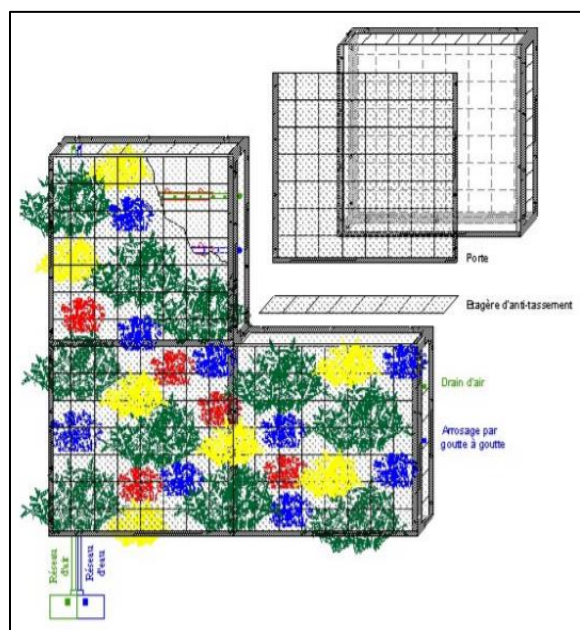 Porte
Etagère d'anti-tassement
Drain d'air
Arrosage par
goutte à goutte
Réseau
d'air
Réseau
d'eau